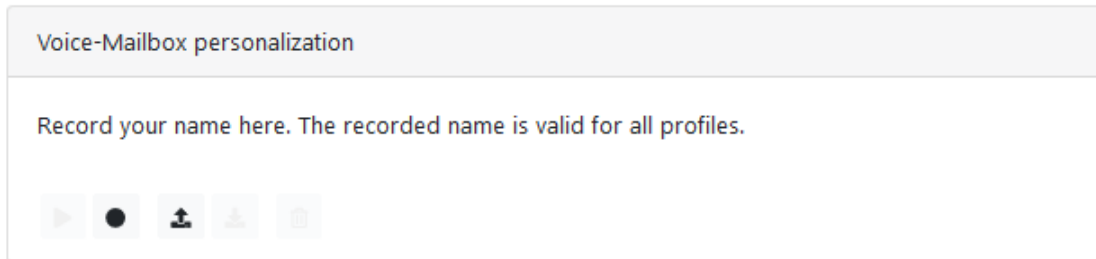 Voice-Mailbox personalization
Record your name here. The recorded name is valid for all profiles.